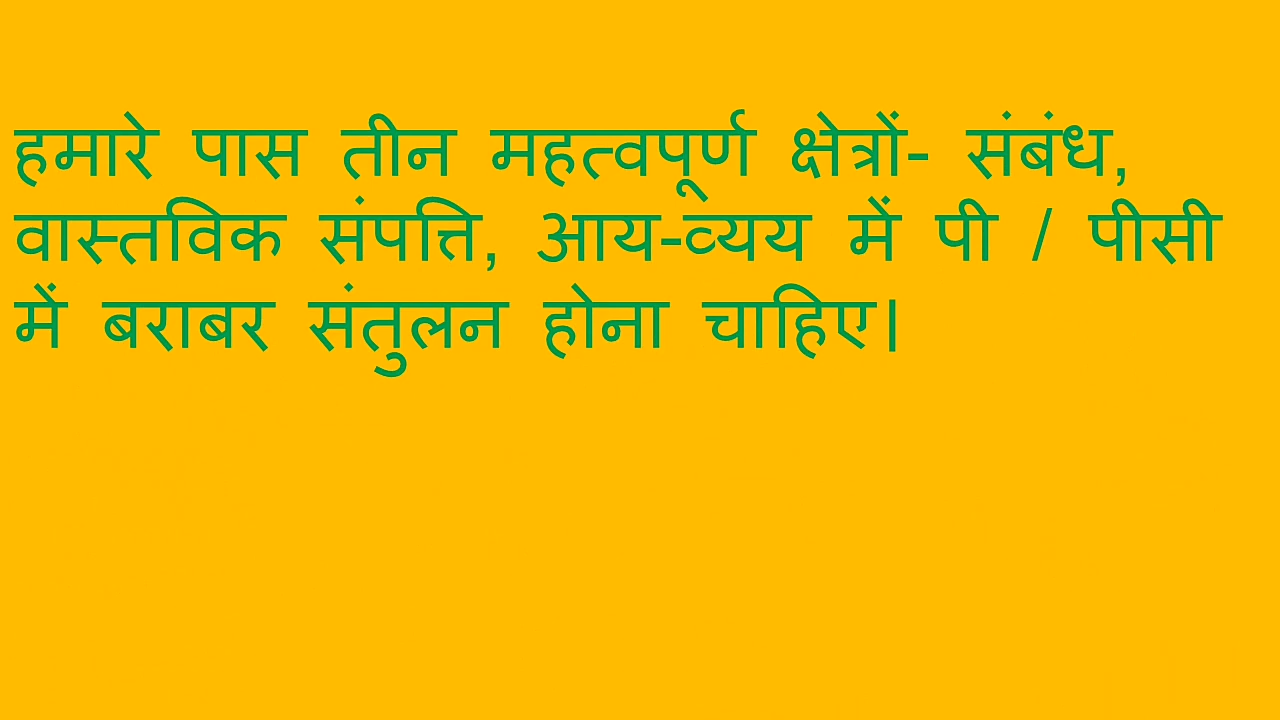 हमारे पास तीन महत्वपूर्ण क्षेत्रों- संबंध,
वास्तविक संपत्ति, आय-व्यय में पी / पीसी
में बराबर संतुलन होना चाहिए।